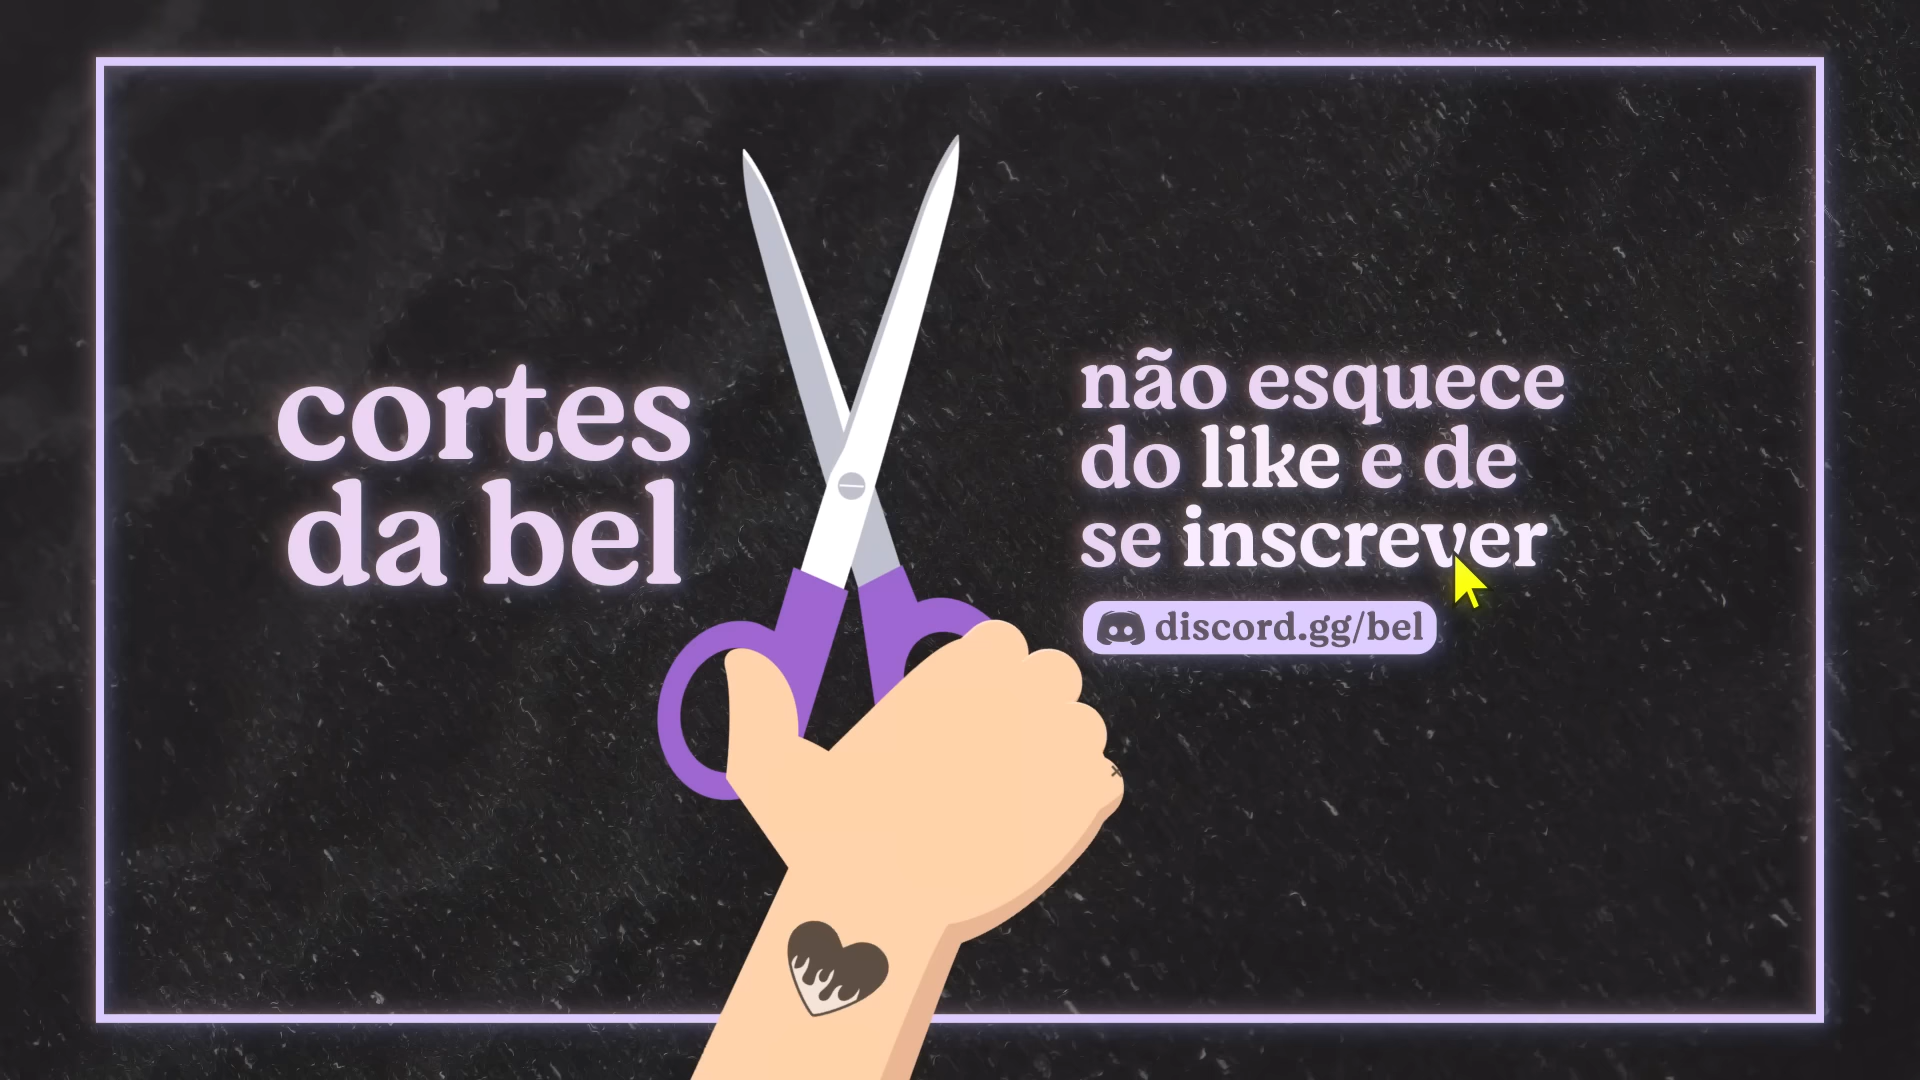 cortes
da bel
não esquece
do like e de
se inscrever
discord.gg/bel